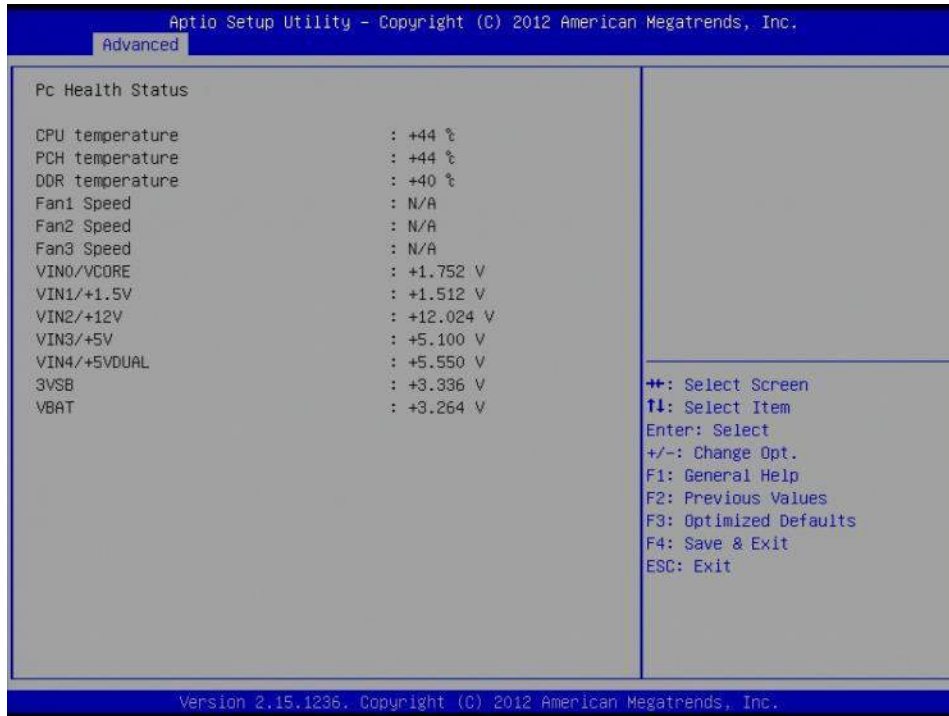 Aptio Setup Utility – Copyright (C) 2012 American Megatrends, Inc.
Advanced
Pc Health Status
CPU temperature : +44 ℃
PCH temperature : +44 ℃
DDR temperature : +40 ℃
Fan1 Speed : N/A
Fan2 Speed : N/A
Fan3 Speed : N/A
VIN0/VCORE : +1.752 V
VIN1/+1.5V : +1.512 V
VIN2/+12V : +12.024 V
VIN3/+5V : +5.100 V
VIN4/+5VDUAL : +5.550 V
3VSB : +3.336 V
VBAT : +3.264 V
→←: Select Screen
↑↓: Select Item
Enter: Select
+/-: Change Opt.
F1: General Help
F2: Previous Values
F3: Optimized Defaults
F4: Save & Exit
ESC: Exit
Version 2.15.1236. Copyright (C) 2012 American Megatrends, Inc.